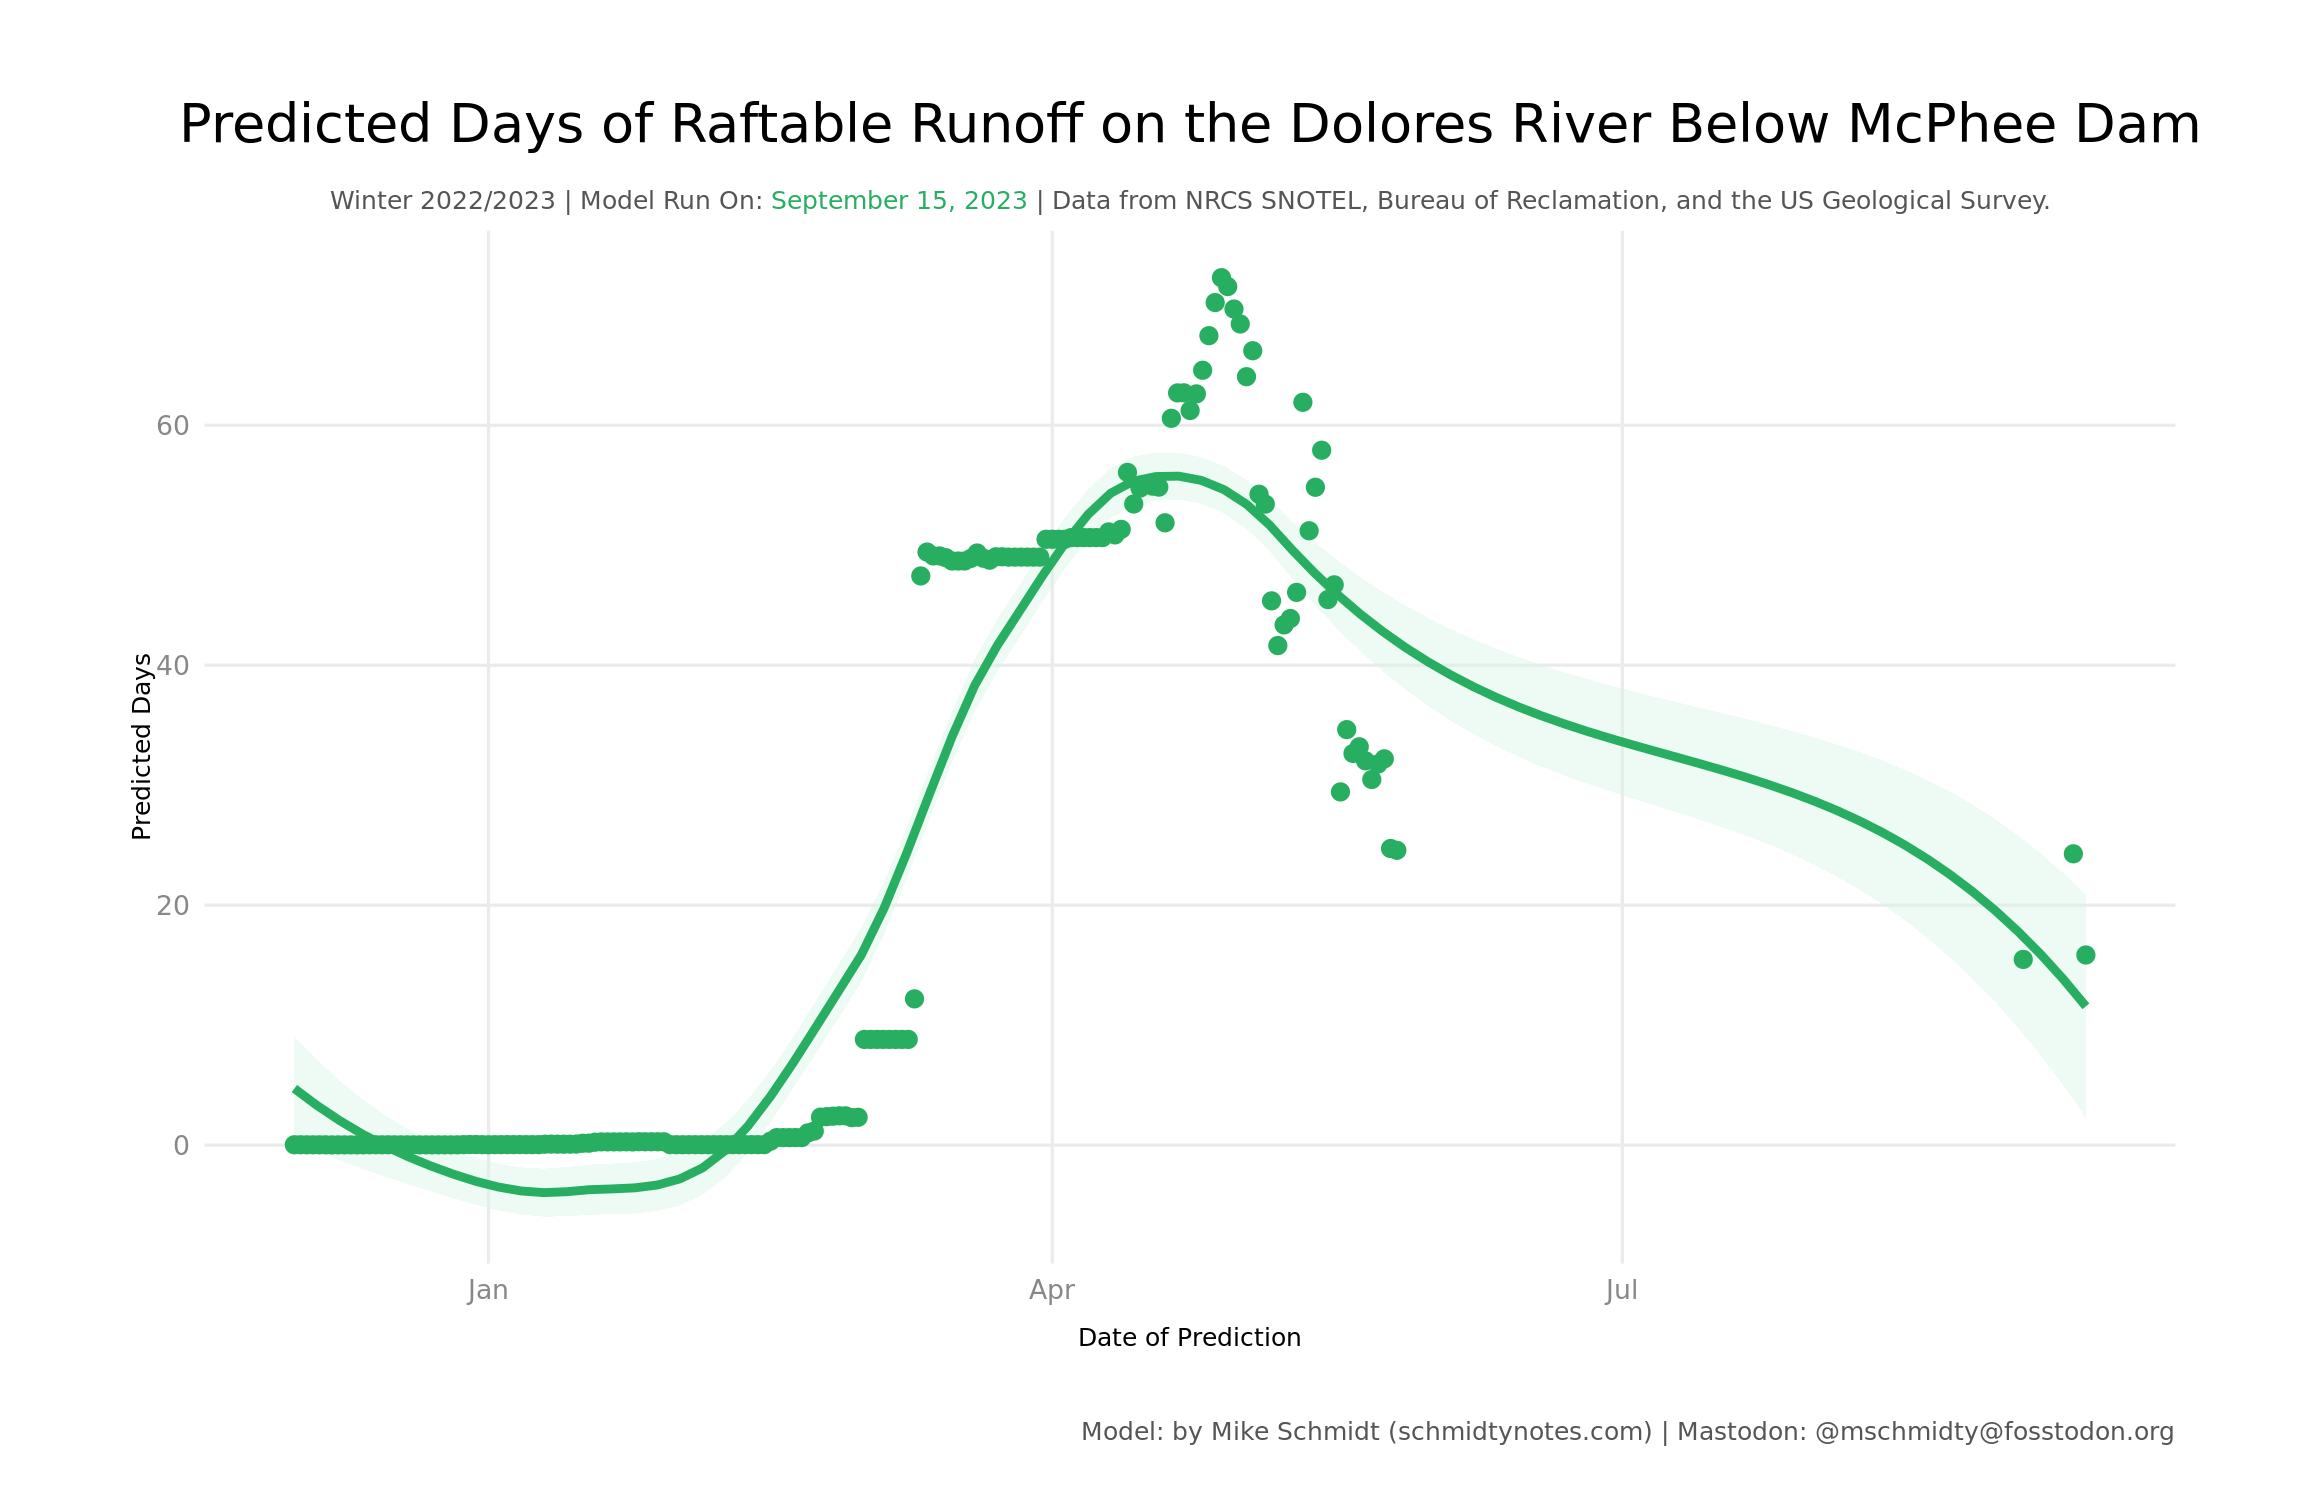 Predicted Days of Raftable Runoff on the Dolores River Below McPhee Dam
Winter 2022/2023 | Model Run On: September 15, 2023 | Data from NRCS SNOTEL, Bureau of Reclamation, and the US Geological Survey.
60
40
20
0
Predicted Days
Jan
Apr
Jul
Date of Prediction
Model: by Mike Schmidt (schmidtynotes.com) | Mastodon: @mschmidty@fosstodon.org